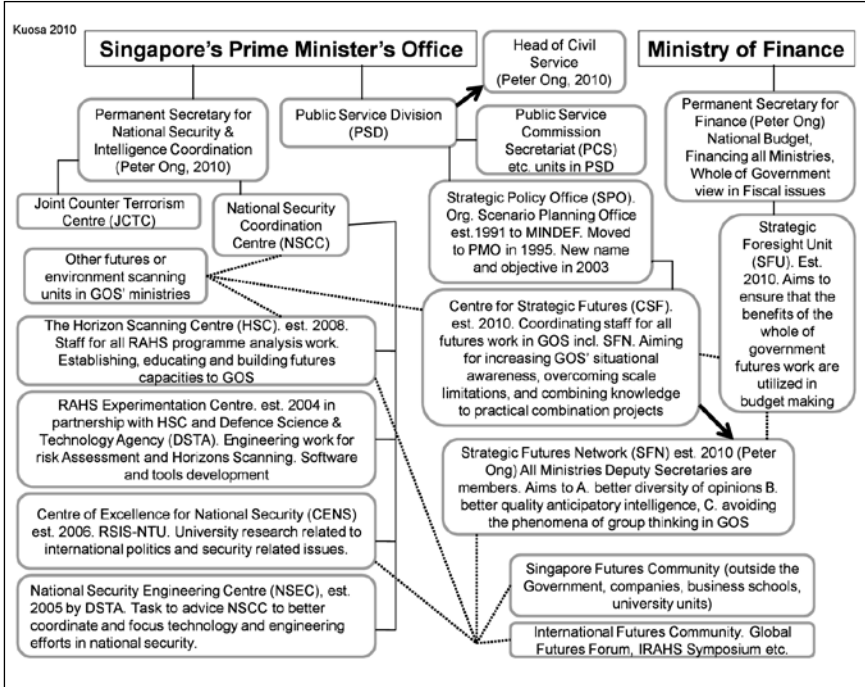 Kuosa 2010
Singapore's Prime Minister's Office
Head of Civil
Service
(Peter Ong, 2010)
Ministry of Finance
Permanent Secretary for
National Security &
Intelligence Coordination
(Peter Ong, 2010)
Public Service Division
(PSD)
Public Service
Commission
Secretariat (PCS)
etc. units in PSD
Permanent Secretary for
Finance (Peter Ong)
National Budget,
Financing all Ministries,
Whole of Government
view in Fiscal issues
Joint Counter Terrorism
Centre (JCTC)
National Security
Coordination
Centre (NSCC)
Strategic Policy Office (SPO).
Org. Scenario Planning Office
est.1991 to MINDEF. Moved
to PMO in 1995. New name
and objective in 2003
Strategic
Foresight Unit
(SFU). Est.
2010. Aims to
ensure that the
benefits of the
whole of
government
futures work are
utilized in
budget making
Other futures or
environment scanning
units in GOS' ministries
Centre for Strategic Futures (CSF).
est. 2010. Coordinating staff for all
futures work in GOS incl. SFN. Aiming
for increasing GOS' situational
awareness, overcoming scale
limitations, and combining knowledge
to practical combination projects
The Horizon Scanning Centre (HSC). est. 2008.
Staff for all RAHS programme analysis work.
Establishing, educating and building futures
capacities to GOS
RAHS Experimentation Centre. est. 2004 in
partnership with HSC and Defence Science &
Technology Agency (DSTA). Engineering work for
risk Assessment and Horizons Scanning. Software
and tools development
Strategic Futures Network (SFN) est. 2010 (Peter
Ong) All Ministries Deputy Secretaries are
members. Aims to A. better diversity of opinions B.
better quality anticipatory intelligence, C. avoiding
the phenomena of group thinking in GOS
Centre of Excellence for National Security (CENS)
est. 2006. RSIS-NTU. University research related to
international politics and security related issues.
Singapore Futures Community (outside
the Government, companies, business schools,
university units)
National Security Engineering Centre (NSEC), est.
2005 by DSTA. Task to advice NSCC to better
coordinate and focus technology and engineering
efforts in national security.
International Futures Community. Global
Futures Forum, IRAHS Symposium etc.